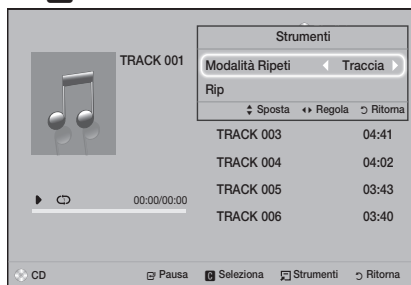 Strumenti
TRACK 001
Modalità Ripeti Traccia
Rip
Sposta Regola Ritorna
TRACK 003 04:41
TRACK 004 04:02
TRACK 005 03:43
00:00/00:00
TRACK 006 03:40
CD Pausa C Seleziona Strumenti Ritorna